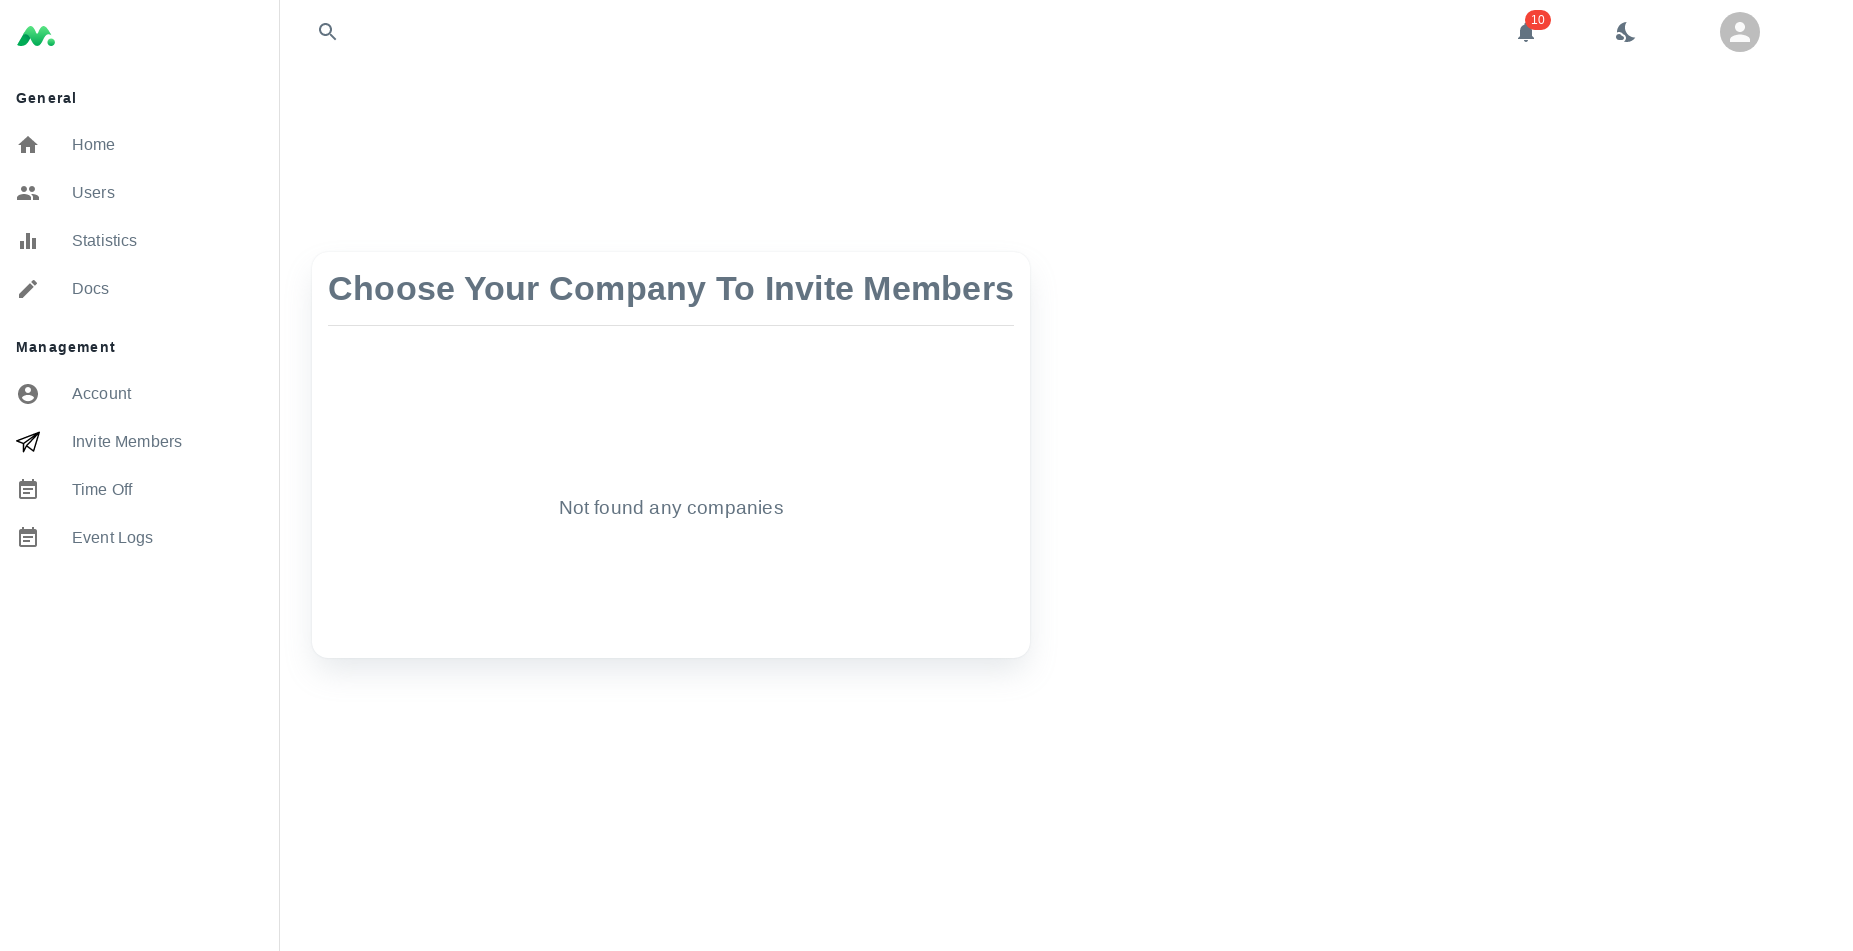 10
General
Home
Users
Statistics
Docs
Management
Account
Invite Members
Time Off
Event Logs
Choose Your Company To Invite Members
Not found any companies